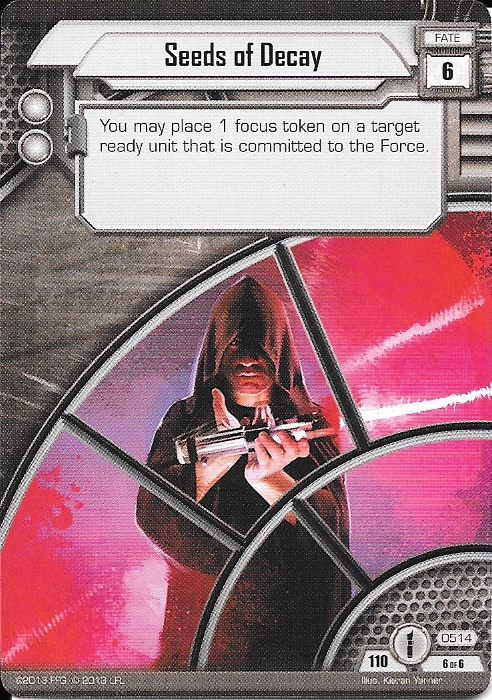 Seeds of Decay
FATE
6
You may place 1 focus token on a target
ready unit that is committed to the Force.
0514
110
6 OF 6
©2013 FFG © 2013 LFL
Illus. Kieran Yanner